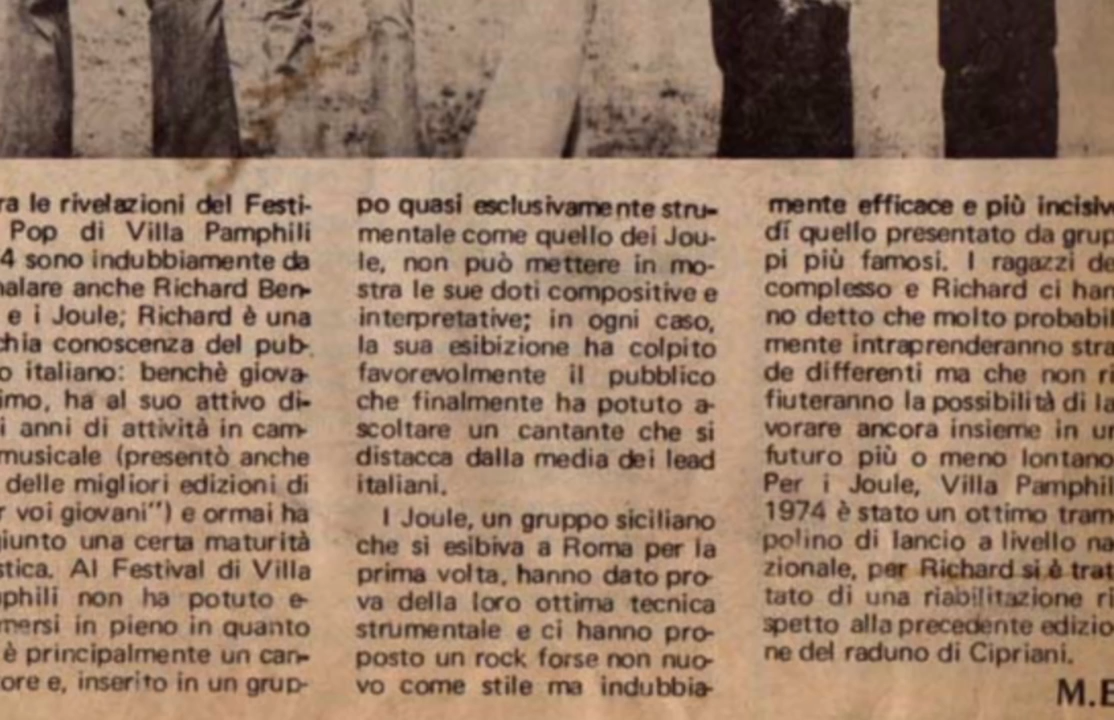 ra le rivelazioni del Festi-
Pop di Villa Pamphili
4 sono indubbiamente da
nalare anche Richard Ben-
e i Joule; Richard è una
chia conoscenza del pub-
o italiano: benchè giova-
imo, ha al suo attivo di-
i anni di attività in cam-
musicale (presentò anche
delle migliori edizioni di
r voi giovani") e ormai ha
giunto una certa maturità
stica. Al Festival di Villa
mphili non ha potuto e-
mersi in pieno in quanto
è principalmente un can-
ore e, inserito in un grup-
po quasi esclusivamente stru-
mentale come quello dei Jou-
le, non può mettere in mo-
stra le sue doti compositive e
interpretative; in ogni caso,
la sua esibizione ha colpito
favorevolmente il pubblico
che finalmente ha potuto a-
scoltare un cantante che si
distacca dalla media dei lead
italiani.
I Joule, un gruppo siciliano
che si esibiva a Roma per la
prima volta, hanno dato pro-
va della loro ottima tecnica
strumentale e ci hanno pro-
posto un rock forse non nuo-
vo come stile ma indubbia-
mente efficace e più incisiv
di quello presentato da grup
pi più famosi. I ragazzi de
complesso e Richard ci han
no detto che molto probabil
mente intraprenderanno stra
de differenti ma che non ri
fiuteranno la possibilità di la
vorare ancora insieme in un
futuro più o meno lontano
Per i Joule, Villa Pamphil
1974 è stato un ottimo tram
polino di lancio a livello na
zionale, per Richard si è trat
tato di una riabilitazione ri
spetto alla precedente edizio
ne del raduno di Cipriani.
M.B